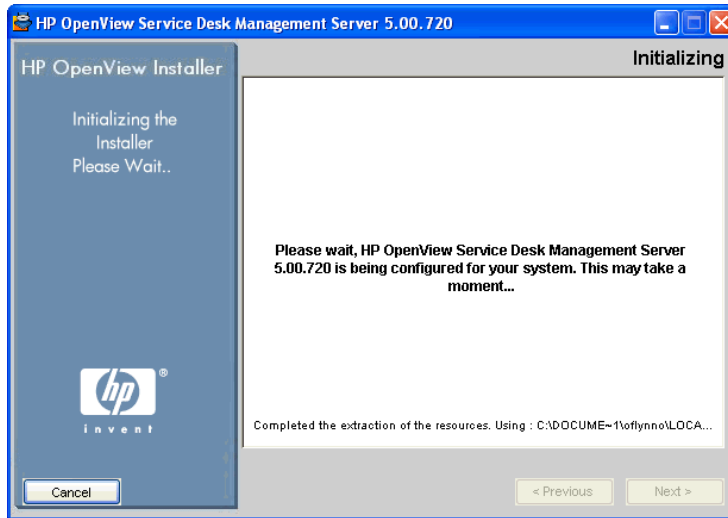 HP OpenView Service Desk Management Server 5.00.720
HP OpenView Installer
Initializing the
Installer
Please Wait..
Initializing
Please wait, HP OpenView Service Desk Management Server
5.00.720 is being configured for your system. This may take a
moment...
Completed the extraction of the resources. Using : C:\DOCUME~1\oflynno\LOCA...
hp ®
invent
Cancel
< Previous
Next >